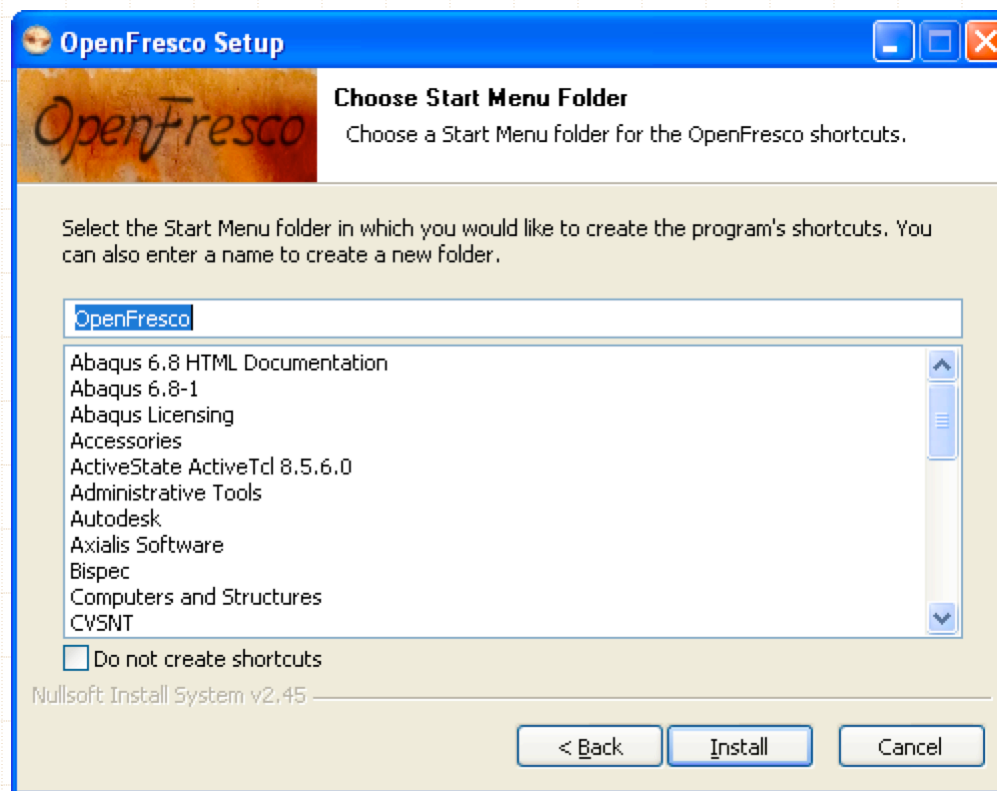 OpenFresco Setup
OpenFresco
Choose Start Menu Folder
Choose a Start Menu folder for the OpenFresco shortcuts.
Select the Start Menu folder in which you would like to create the program's shortcuts. You
can also enter a name to create a new folder.
OpenFresco
Abaqus 6.8 HTML Documentation
Abaqus 6.8-1
Abaqus Licensing
Accessories
ActiveState ActiveTcl 8.5.6.0
Administrative Tools
Autodesk
Axialis Software
Bispec
Computers and Structures
CVSNT
Do not create shortcuts
Nullsoft Install System v2.45
< Back
Install
Cancel